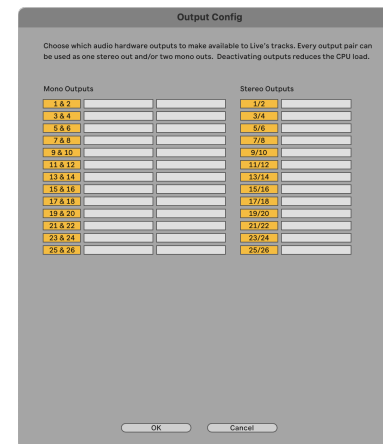 Output Config
Choose which audio hardware outputs to make available to Live's tracks. Every output pair can
be used as one stereo out and/or two mono outs.  Deactivating outputs reduces the CPU load.
Mono Outputs
1 & 2
3 & 4
5 & 6
7 & 8
9 & 10
11 & 12
13 & 14
15 & 16
17 & 18
19 & 20
21 & 22
23 & 24
25 & 26
Stereo Outputs
1/2
3/4
5/6
7/8
9/10
11/12
13/14
15/16
17/18
19/20
21/22
23/24
25/26
OK
Cancel